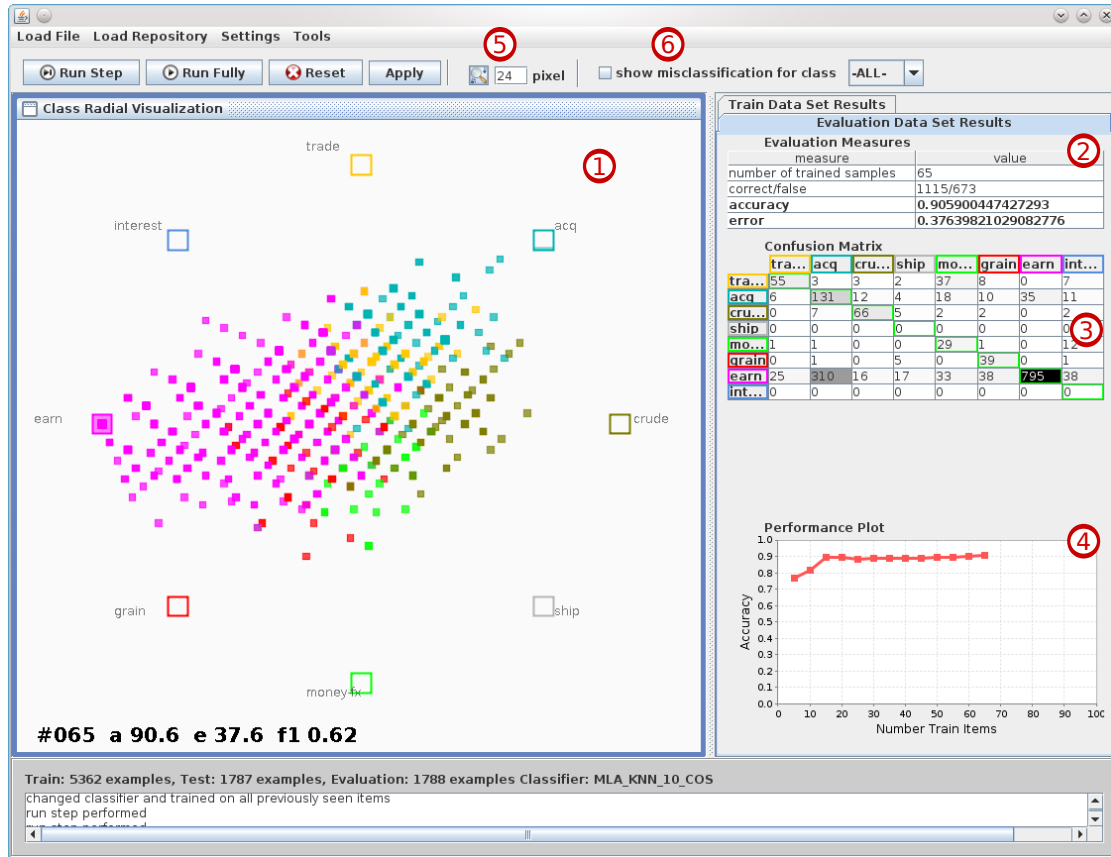 Load File Load Repository Settings Tools
5 6
Run Step Run Fully Reset Apply 24 pixel show misclassification for class -ALL-
Class Radial Visualization
1
trade
interest
acq
earn
crude
grain
ship
money-fx
#065 a 90.6 e 37.6 f1 0.62
Train Data Set Results
Evaluation Data Set Results
Evaluation Measures
2
measure value
number of trained samples 65
correct/false 1115/673
accuracy 0.905900447427293
error 0.37639821029082776
Confusion Matrix
tra... acq cru... ship mo... grain earn int...
tra... 55 3 3 2 37 8 0 7
acq 6 131 12 4 18 10 35 11
cru... 0 7 66 5 2 2 0 2
ship 0 0 0 0 0 0 0 0
3
mo... 1 1 0 0 29 1 0 12
grain 0 1 0 5 0 39 0 1
earn 25 310 16 17 33 38 795 38
int... 0 0 0 0 0 0 0 0
Performance Plot
4
1.0
0.9
0.8
0.7
0.6
0.5
0.4
0.3
0.2
0.1
0.0
Accuracy
0 10 20 30 40 50 60 70 80 90 100
Number Train Items
Train: 5362 examples, Test: 1787 examples, Evaluation: 1788 examples Classifier: MLA_KNN_10_COS
changed classifier and trained on all previously seen items
run step performed
run step performed